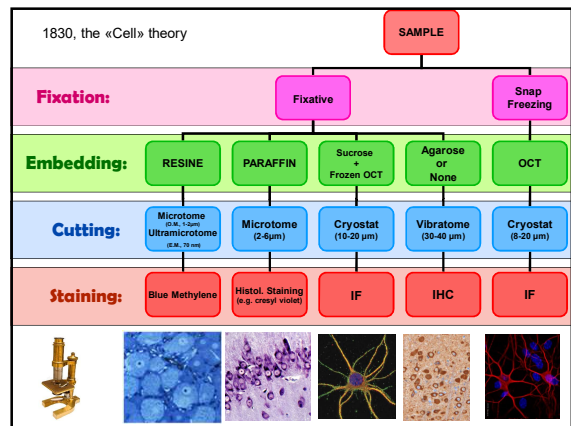 1830, the «Cell» theory
SAMPLE
Fixation:
Fixative
Snap
Freezing
Embedding:
RESINE
PARAFFIN
Sucrose
+
Frozen OCT
Agarose
or
None
OCT
Cutting:
Microtome
(O.M., 1-2µm)
Ultramicrotome
(E.M., 70 nm)
Microtome
(2-6µm)
Cryostat
(10-20 µm)
Vibratome
(30-40 µm)
Cryostat
(8-20 µm)
Staining:
Blue Methylene
Histol. Staining
(e.g. cresyl violet)
IF
IHC
IF